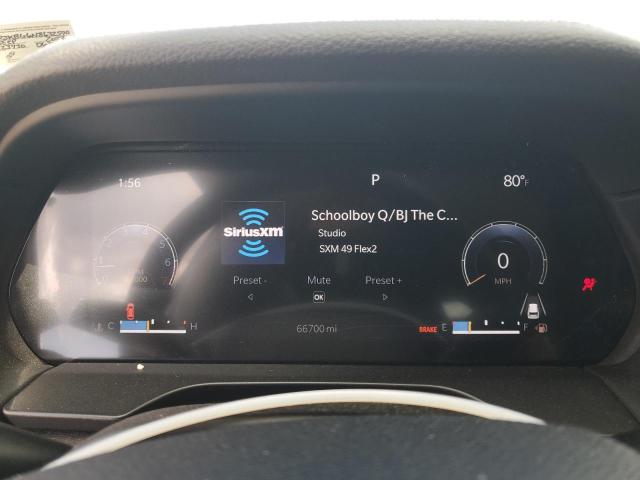 1:56
P
80°F
SiriusXM
Schoolboy Q/BJ The C...
Studio
SXM 49 Flex2
Preset - Mute Preset +
OK
0
MPH
C H
66700 mi
BRAKE E F